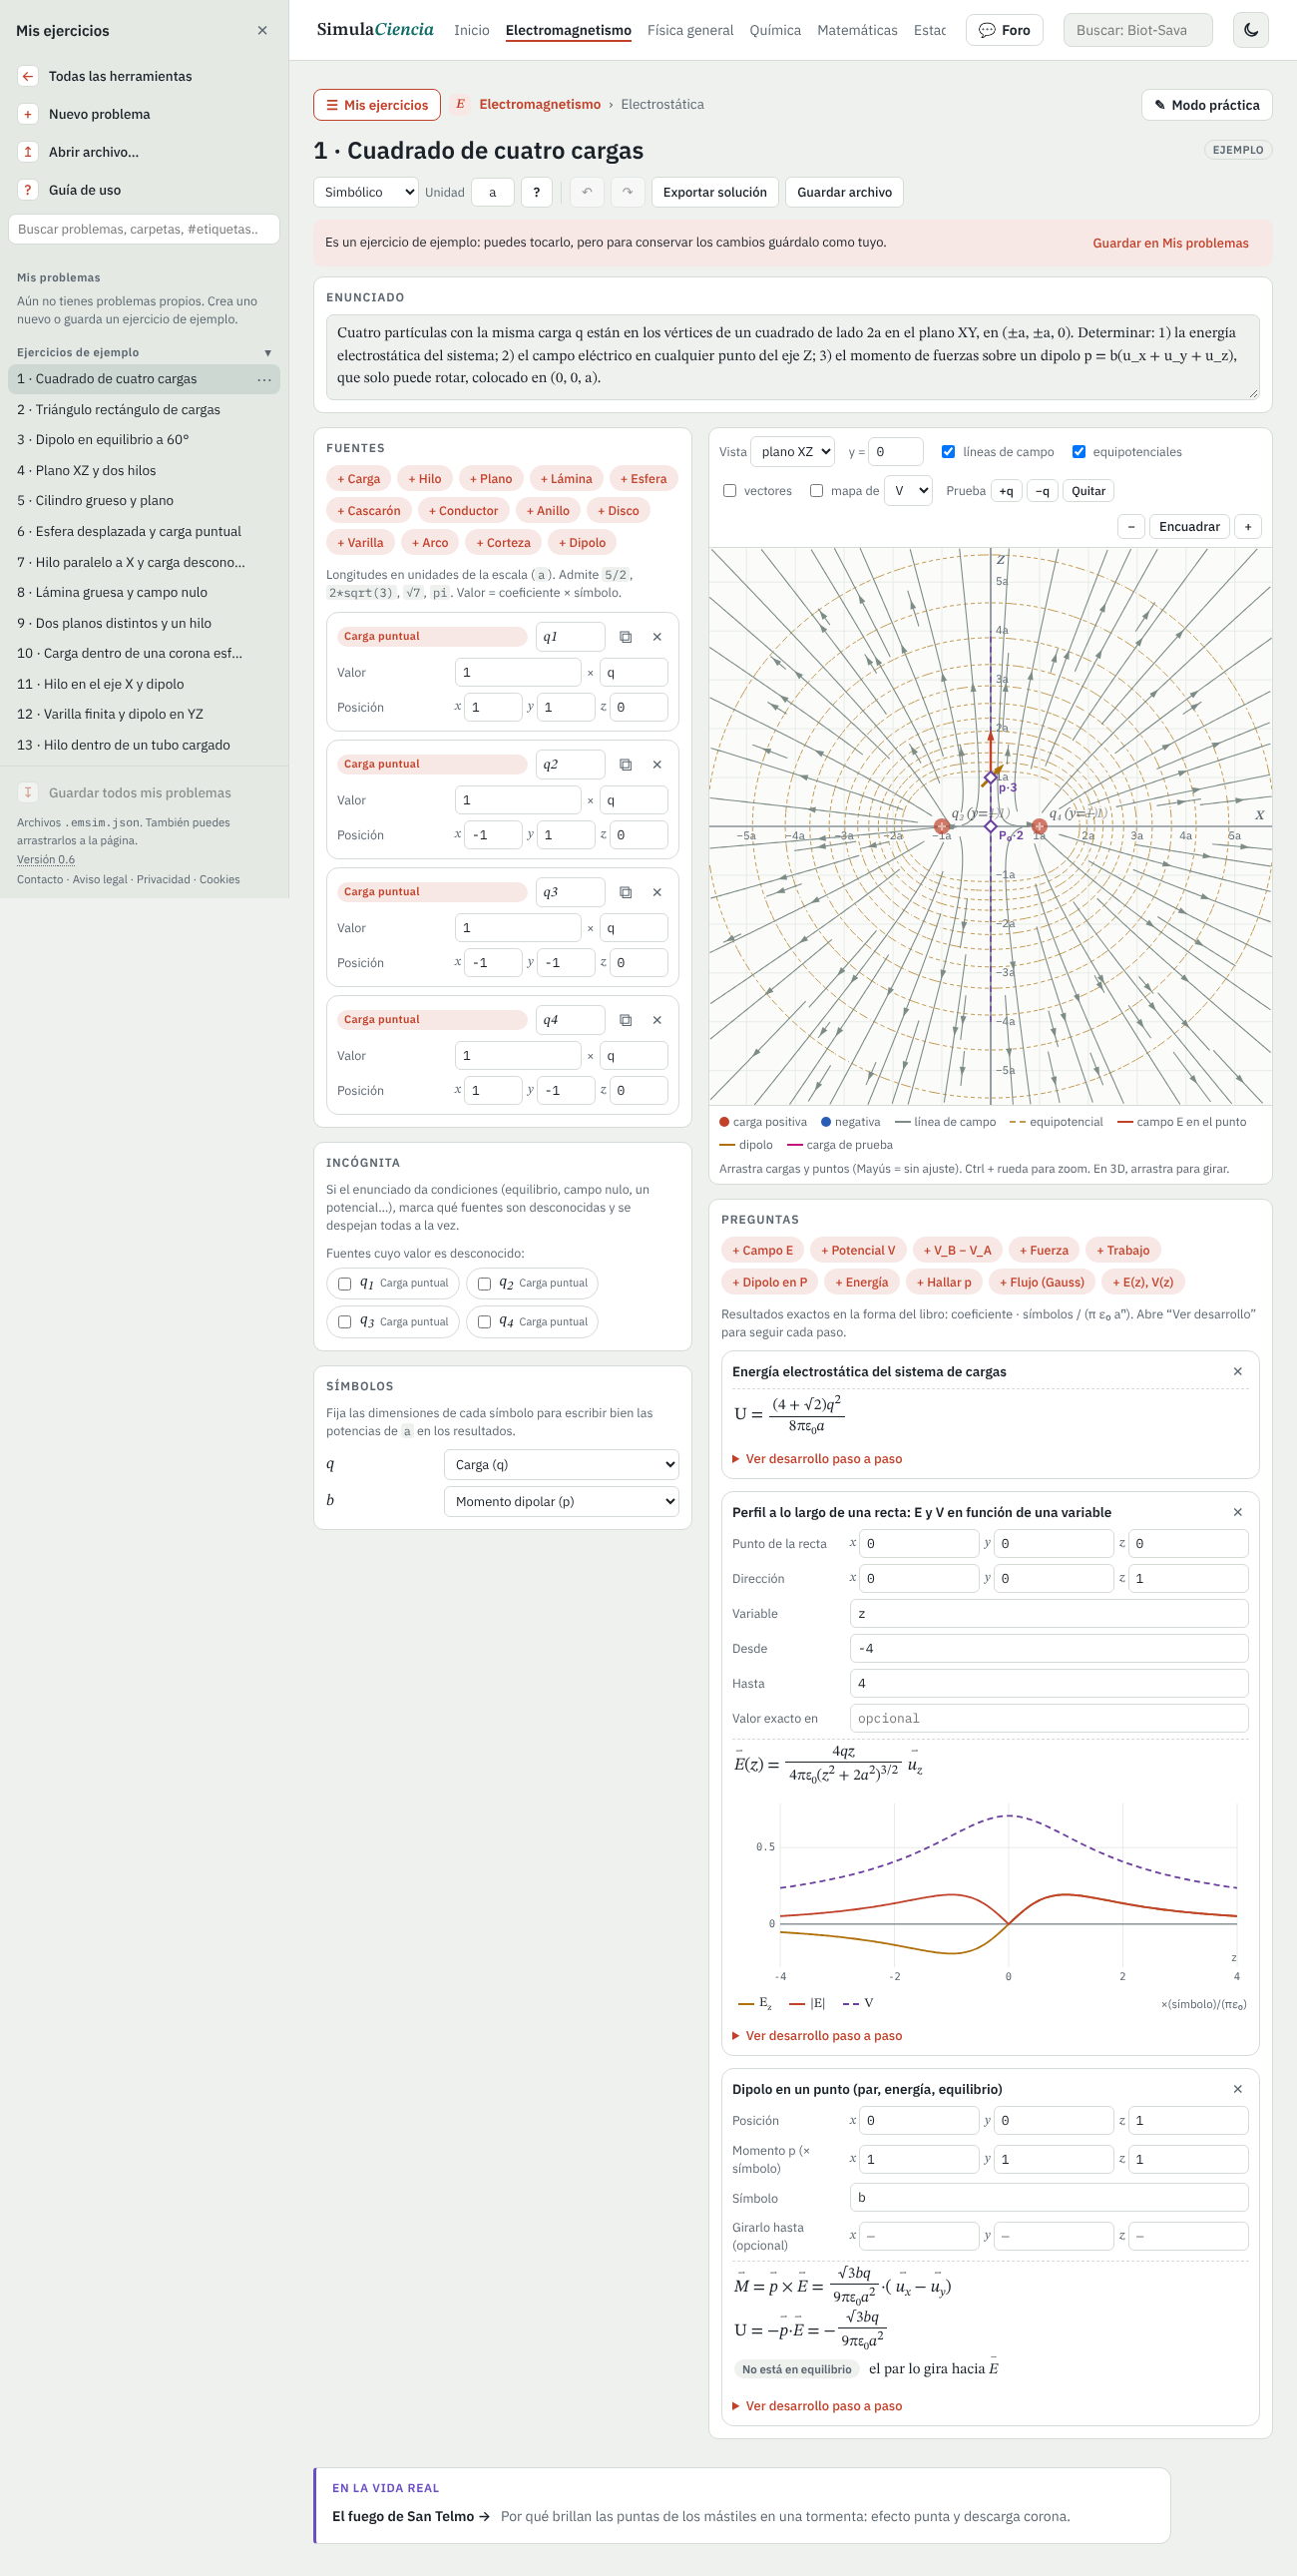 Mis ejercicios ×
← Todas las herramientas
+ Nuevo problema
↥ Abrir archivo...
? Guía de uso
Buscar problemas, carpetas, #etiquetas..
Mis problemas
Aún no tienes problemas propios. Crea uno
nuevo o guarda un ejercicio de ejemplo.
Ejercicios de ejemplo ▾
1 · Cuadrado de cuatro cargas ···
2 · Triángulo rectángulo de cargas
3 · Dipolo en equilibrio a 60°
4 · Plano XZ y dos hilos
5 · Cilindro grueso y plano
6 · Esfera desplazada y carga puntual
7 · Hilo paralelo a X y carga descono...
8 · Lámina gruesa y campo nulo
9 · Dos planos distintos y un hilo
10 · Carga dentro de una corona esf...
11 · Hilo en el eje X y dipolo
12 · Varilla finita y dipolo en YZ
13 · Hilo dentro de un tubo cargado
↧ Guardar todos mis problemas
Archivos .emsim.json. También puedes
arrastrarlos a la página.
Versión 0.6
Contacto · Aviso legal · Privacidad · Cookies
SimulaCiencia Inicio Electromagnetismo Física general Química Matemáticas Estac 💬 Foro Buscar: Biot-Sava
☰ Mis ejercicios E Electromagnetismo › Electrostática ✎ Modo práctica
1 · Cuadrado de cuatro cargas EJEMPLO
Simbólico Unidad a ? ↶ ↷ Exportar solución Guardar archivo
Es un ejercicio de ejemplo: puedes tocarlo, pero para conservar los cambios guárdalo como tuyo. Guardar en Mis problemas
ENUNCIADO
Cuatro partículas con la misma carga q están en los vértices de un cuadrado de lado 2a en el plano XY, en (±a, ±a, 0). Determinar: 1) la energía
electrostática del sistema; 2) el campo eléctrico en cualquier punto del eje Z; 3) el momento de fuerzas sobre un dipolo p = b(u_x + u_y + u_z),
que solo puede rotar, colocado en (0, 0, a).
FUENTES
+ Carga + Hilo + Plano + Lámina + Esfera
+ Cascarón + Conductor + Anillo + Disco
+ Varilla + Arco + Corteza + Dipolo
Longitudes en unidades de la escala (a). Admite 5/2,
2*sqrt(3), √7, pi. Valor = coeficiente × símbolo.
Carga puntual q1 ×
Valor 1 × q
Posición x 1 y 1 z 0
Carga puntual q2 ×
Valor 1 × q
Posición x -1 y 1 z 0
Carga puntual q3 ×
Valor 1 × q
Posición x -1 y -1 z 0
Carga puntual q4 ×
Valor 1 × q
Posición x 1 y -1 z 0
INCÓGNITA
Si el enunciado da condiciones (equilibrio, campo nulo, un
potencial...), marca qué fuentes son desconocidas y se
despejan todas a la vez.
Fuentes cuyo valor es desconocido:
q1 Carga puntual q2 Carga puntual
q3 Carga puntual q4 Carga puntual
SÍMBOLOS
Fija las dimensiones de cada símbolo para escribir bien las
potencias de a en los resultados.
q Carga (q)
b Momento dipolar (p)
Vista plano XZ y = 0 líneas de campo equipotenciales
vectores mapa de V Prueba +q −q Quitar
− Encuadrar +
Z
5a
4a
3a
2a
1a
p·3
X
−5a −4a −3a −2a −1a P₀·2 1a 2a 3a 4a 5a
−1a
−2a
−3a
−4a
−5a
carga positiva negativa línea de campo equipotencial campo E en el punto
dipolo carga de prueba
Arrastra cargas y puntos (Mayús = sin ajuste). Ctrl + rueda para zoom. En 3D, arrastra para girar.
PREGUNTAS
+ Campo E + Potencial V + V_B − V_A + Fuerza + Trabajo
+ Dipolo en P + Energía + Hallar p + Flujo (Gauss) + E(z), V(z)
Resultados exactos en la forma del libro: coeficiente · símbolos / (π ε₀ aⁿ). Abre “Ver desarrollo”
para seguir cada paso.
Energía electrostática del sistema de cargas ×
U = (4 + √2)q² / 8πε₀a
▶ Ver desarrollo paso a paso
Perfil a lo largo de una recta: E y V en función de una variable ×
Punto de la recta x 0 y 0 z 0
Dirección x 0 y 0 z 1
Variable z
Desde -4
Hasta 4
Valor exacto en opcional
E⃗(z) = 4qz / 4πε₀(z² + 2a²)^3/2 u⃗z
0.5
0
z
-4 -2 0 2 4
Ez |E| V ×(símbolo)/(πε₀)
▶ Ver desarrollo paso a paso
Dipolo en un punto (par, energía, equilibrio) ×
Posición x 0 y 0 z 1
Momento p (×
símbolo) x 1 y 1 z 1
Símbolo b
Girarlo hasta
(opcional) x — y — z —
M⃗ = p⃗ × E⃗ = √3bq / 9πε₀a² ·( u⃗x − u⃗y)
U = −p⃗·E⃗ = − √3bq / 9πε₀a²
No está en equilibrio el par lo gira hacia E⃗
▶ Ver desarrollo paso a paso
EN LA VIDA REAL
El fuego de San Telmo → Por qué brillan las puntas de los mástiles en una tormenta: efecto punta y descarga corona.